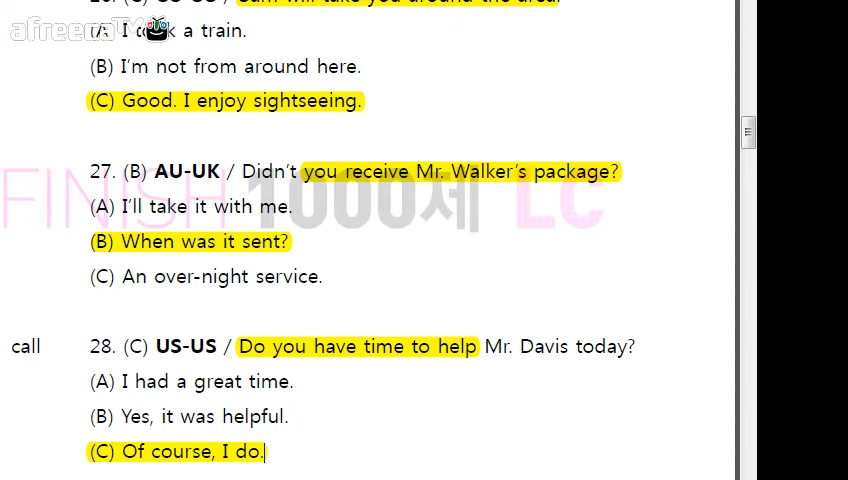 afreeca
(A) I a train.
(B) I'm not from around here.
(C) Good. I enjoy sightseeing.
27. (B) AU-UK / Didn't you receive Mr. Walker's package?
FINISH 1000제 LC
(A) I'll take it with me.
(B) When was it sent?
(C) An over-night service.
call 28. (C) US-US / Do you have time to help Mr. Davis today?
(A) I had a great time.
(B) Yes, it was helpful.
(C) Of course, I do.